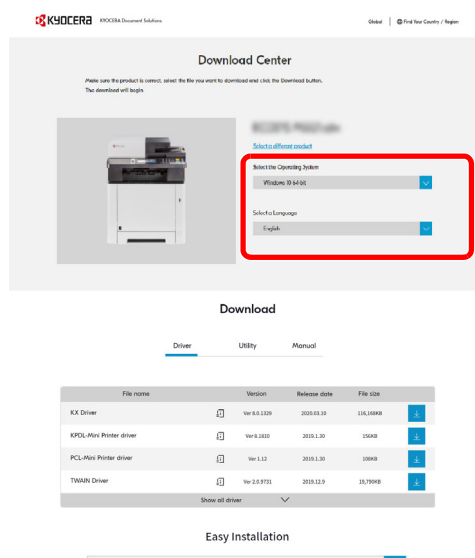 KYOCERA KYOCERA Document Solutions Global Find Your Country / Region
Download Center
Make sure the product is correct, select the file you want to download and click the Download button.
The download will begin
Select a different product
Select the Operating System
Windows 10 64-bit
Select a Language
English
Download
Driver Utility Manual
File name Version Release date File size
KX Driver Ver 8.0.1329 2020.03.10 116,168KB
KPDL-Mini Printer driver Ver 8.1610 2019.1.30 156KB
PCL-Mini Printer driver Ver 1.12 2019.1.30 108KB
TWAIN Driver Ver 2.0.9731 2019.12.9 19,790KB
Show all driver
Easy Installation